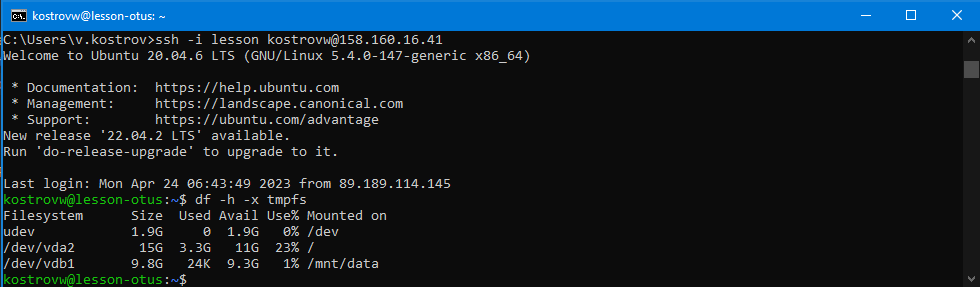 kostrovw@lesson-otus: ~
C:\Users\v.kostrov>ssh -i lesson kostrovw@158.160.16.41
Welcome to Ubuntu 20.04.6 LTS (GNU/Linux 5.4.0-147-generic x86_64)

 * Documentation:  https://help.ubuntu.com
 * Management:     https://landscape.canonical.com
 * Support:        https://ubuntu.com/advantage
New release '22.04.2 LTS' available.
Run 'do-release-upgrade' to upgrade to it.

Last login: Mon Apr 24 06:43:49 2023 from 89.189.114.145
kostrovw@lesson-otus:~$ df -h -x tmpfs
Filesystem      Size  Used Avail Use% Mounted on
udev            1.9G     0  1.9G   0% /dev
/dev/vda2        15G  3.3G   11G  23% /
/dev/vdb1       9.8G   24K  9.3G   1% /mnt/data
kostrovw@lesson-otus:~$